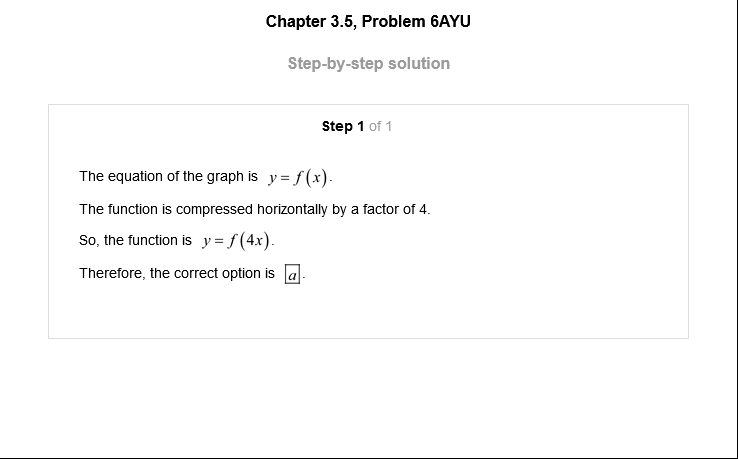 Chapter 3.5, Problem 6AYU
Step-by-step solution
Step 1 of 1
The equation of the graph is y = f(x).
The function is compressed horizontally by a factor of 4.
So, the function is y = f(4x).
Therefore, the correct option is a.